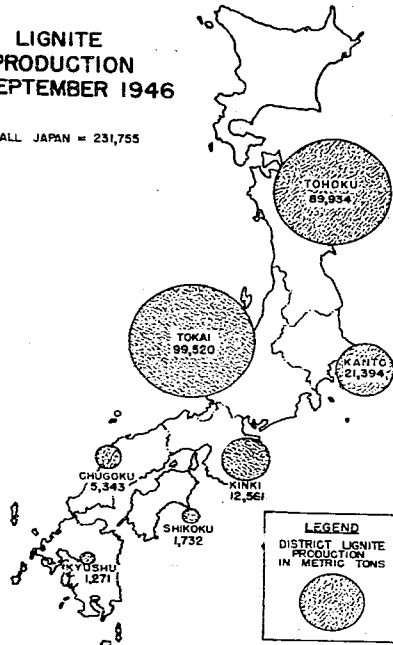 LIGNITE
PRODUCTION
EPTEMBER 1946
ALL JAPAN = 231,755
TOHOKU
89,934
TOKAI
99,520
KANTO
21,394
CHUGOKU
5,343
KINKI
12,561
SHIKOKU
1,732
KYUSHU
1,271
LEGEND
DISTRICT LIGNITE
PRODUCTION
IN METRIC TONS